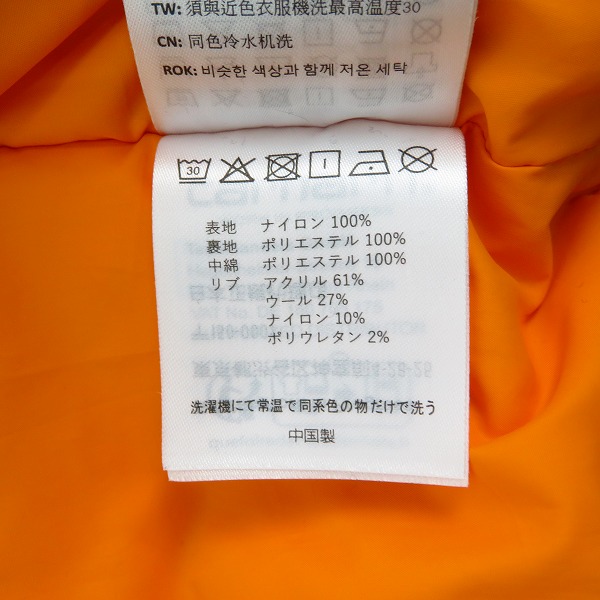 TW: 須與近色衣服機洗最高溫度30
CN: 同色冷水机洗
ROK: 비슷한 색상과 함께 저온 세탁
30
表地 ナイロン 100%
裏地 ポリエステル 100%
中綿 ポリエステル 100%
リブ アクリル 61%
ウール 27%
ナイロン 10%
ポリウレタン 2%
洗濯機にて常温で同系色の物だけで洗う
中国製